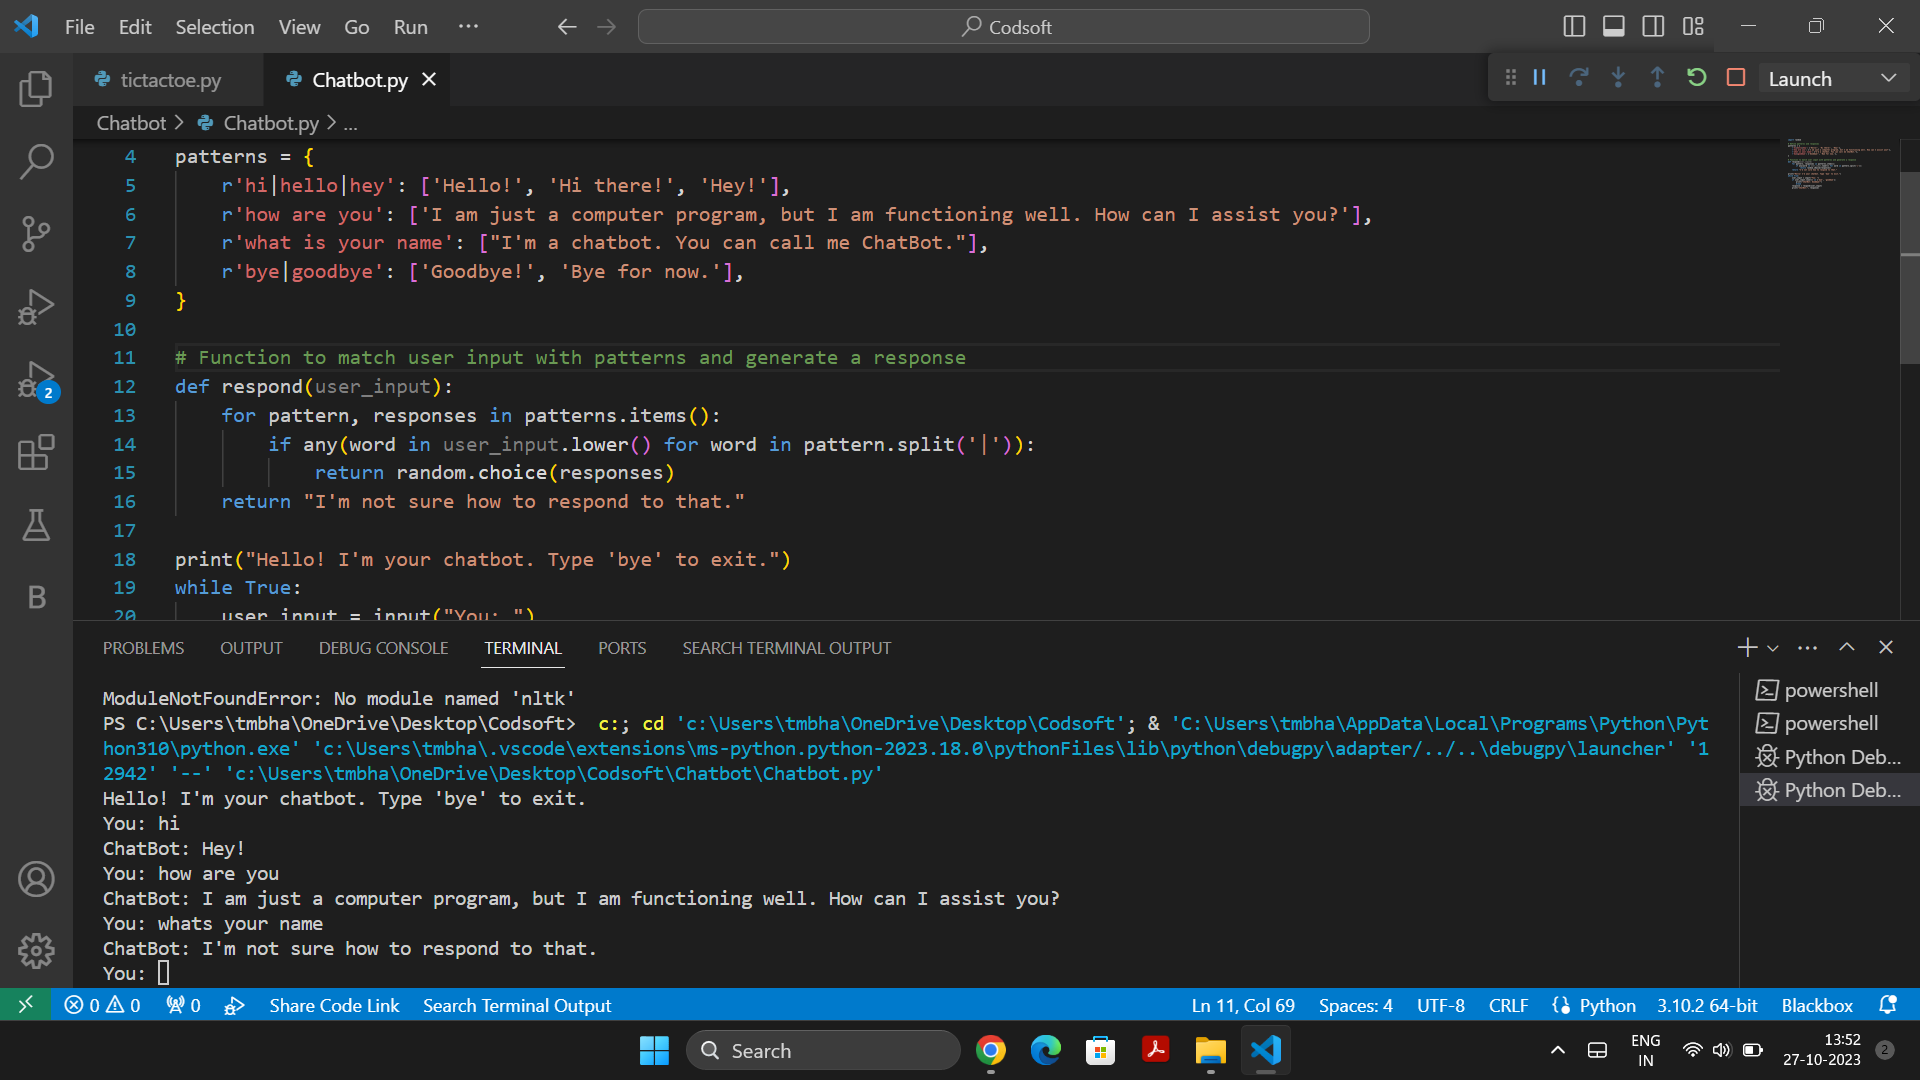 File Edit Selection View Go Run ··· Codsoft
tictactoe.py Chatbot.py Launch
Chatbot > Chatbot.py > ...
4 patterns = {
5 r'hi|hello|hey': ['Hello!', 'Hi there!', 'Hey!'],
6 r'how are you': ['I am just a computer program, but I am functioning well. How can I assist you?'],
7 r'what is your name': ["I'm a chatbot. You can call me ChatBot."],
8 r'bye|goodbye': ['Goodbye!', 'Bye for now.'],
9 }
10
11 # Function to match user input with patterns and generate a response
12 def respond(user_input):
13 for pattern, responses in patterns.items():
14 if any(word in user_input.lower() for word in pattern.split('|')):
15 return random.choice(responses)
16 return "I'm not sure how to respond to that."
17
18 print("Hello! I'm your chatbot. Type 'bye' to exit.")
19 while True:
20 user_input = input("You: ")
2
B
PROBLEMS OUTPUT DEBUG CONSOLE TERMINAL PORTS SEARCH TERMINAL OUTPUT
ModuleNotFoundError: No module named 'nltk'
PS C:\Users\tmbha\OneDrive\Desktop\Codsoft> c:; cd 'c:\Users\tmbha\OneDrive\Desktop\Codsoft'; & 'C:\Users\tmbha\AppData\Local\Programs\Python\Pyt
hon310\python.exe' 'c:\Users\tmbha\.vscode\extensions\ms-python.python-2023.18.0\pythonFiles\lib\python\debugpy\adapter/../..\debugpy\launcher' '1
2942' '--' 'c:\Users\tmbha\OneDrive\Desktop\Codsoft\Chatbot\Chatbot.py'
Hello! I'm your chatbot. Type 'bye' to exit.
You: hi
ChatBot: Hey!
You: how are you
ChatBot: I am just a computer program, but I am functioning well. How can I assist you?
You: whats your name
ChatBot: I'm not sure how to respond to that.
You:
powershell
powershell
Python Deb...
Python Deb...
0 0 0 Share Code Link Search Terminal Output Ln 11, Col 69 Spaces: 4 UTF-8 CRLF Python 3.10.2 64-bit Blackbox
Search
ENG
IN
13:52
27-10-2023
2